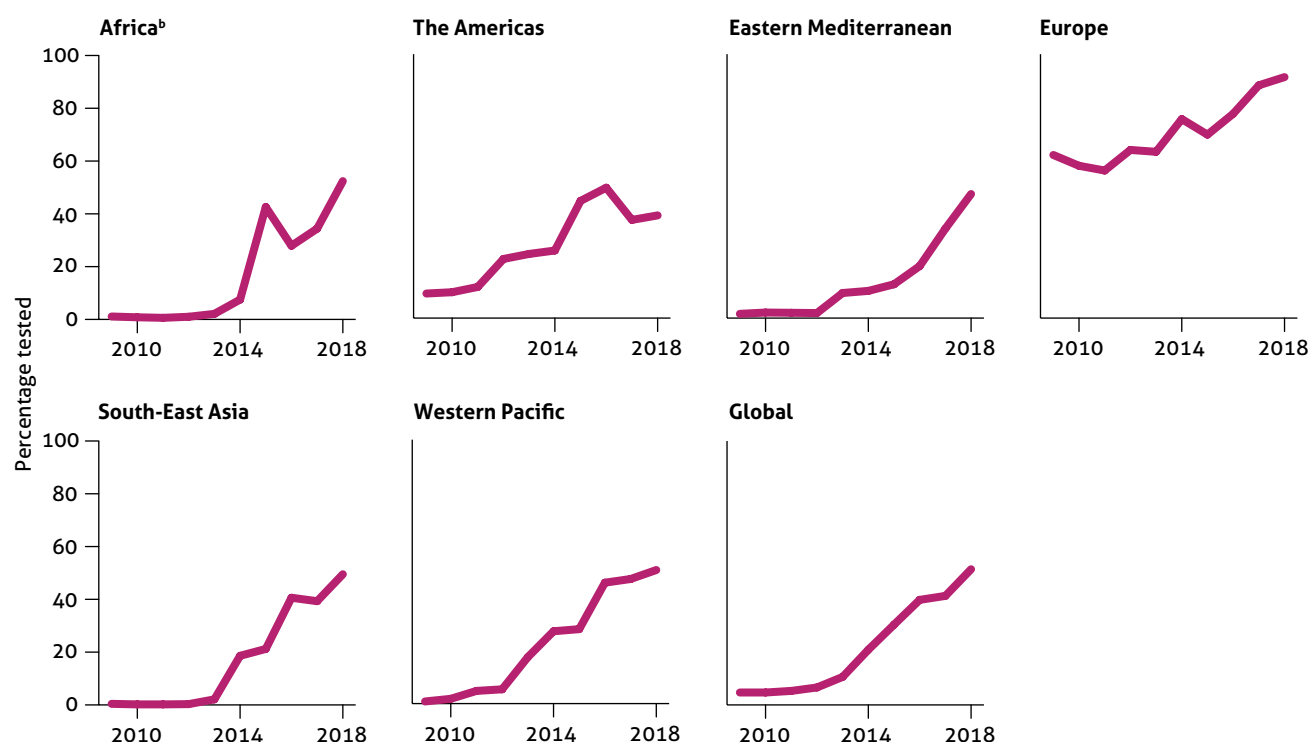 Africaᵇ
The Americas
Eastern Mediterranean
Europe
Percentage tested
100
80
60
40
20
0
2010 2014 2018
2010 2014 2018
2010 2014 2018
2010 2014 2018
South-East Asia
Western Pacific
Global
100
80
60
40
20
0
2010 2014 2018
2010 2014 2018
2010 2014 2018